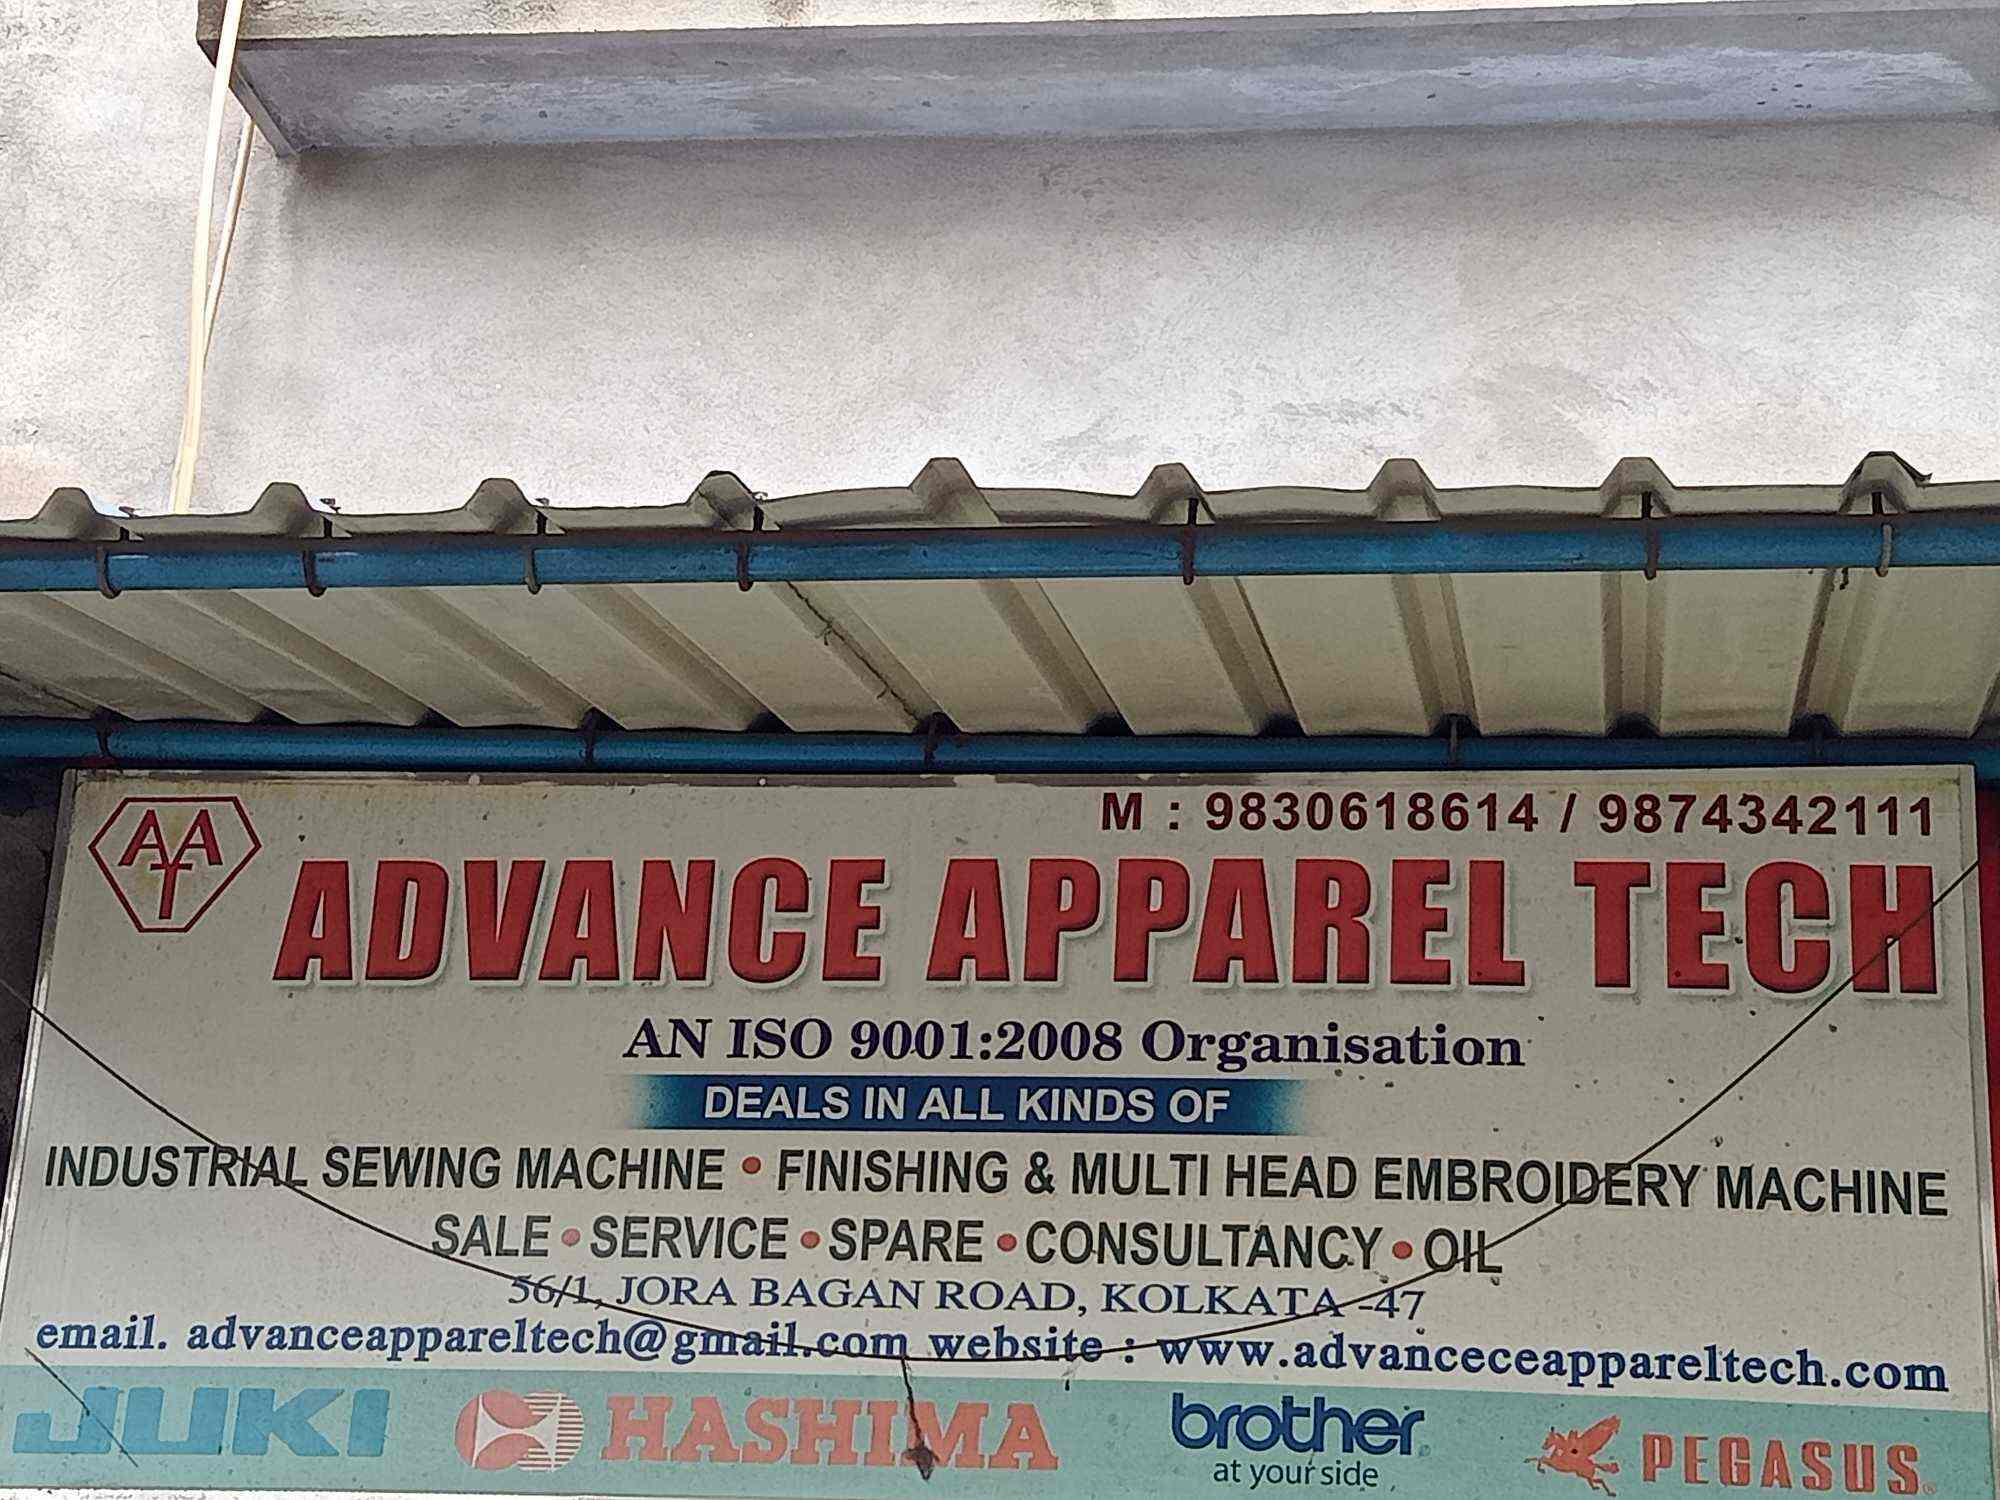 AAT
M : 9830618614 / 9874342111
ADVANCE APPAREL TECH
AN ISO 9001:2008 Organisation
DEALS IN ALL KINDS OF
INDUSTRIAL SEWING MACHINE • FINISHING & MULTI HEAD EMBROIDERY MACHINE
SALE • SERVICE • SPARE • CONSULTANCY • OIL
56/1, JORA BAGAN ROAD, KOLKATA -47
email. advanceappareltech@gmail.com website : www.advanceceappareltech.com
JUKI HASHIMA brother PEGASUS®
at your side